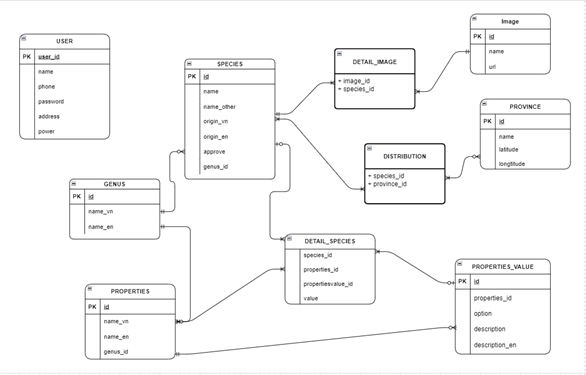 USER
PK user_id
name
phone
password
address
power
SPECIES
PK id
name
name_other
origin_vn
origin_en
approve
genus_id
DETAIL_IMAGE
+ image_id
+ species_id
Image
PK id
name
url
PROVINCE
PK id
name
latitude
longtitude
DISTRIBUTION
+ species_id
+ province_id
GENUS
PK id
name_vn
name_en
DETAIL_SPECIES
species_id
properties_id
propertiesvalue_id
value
PROPERTIES
PK id
name_vn
name_en
genus_id
PROPERTIES_VALUE
PK id
properties_id
option
description
description_en